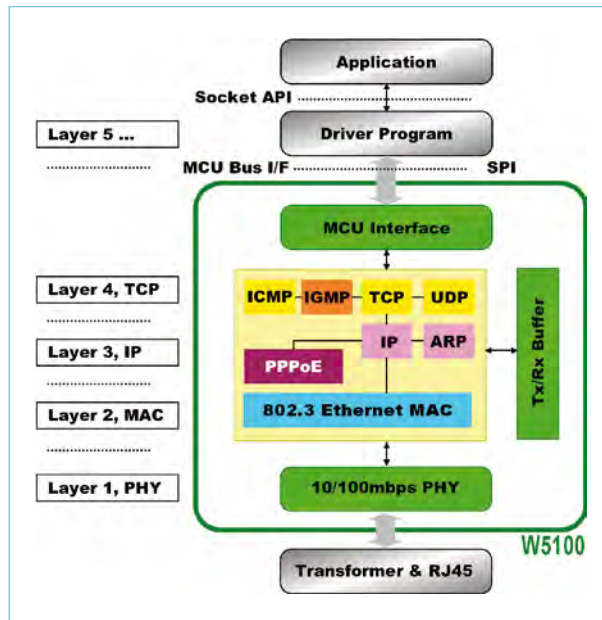 Application
Socket API
Layer 5 ...
Driver Program
MCU Bus I/F
SPI
MCU Interface
Layer 4, TCP
ICMP
IGMP
TCP
UDP
Layer 3, IP
IP
ARP
PPPoE
Tx/Rx Buffer
Layer 2, MAC
802.3 Ethernet MAC
Layer 1, PHY
10/100mbps PHY
W5100
Transformer & RJ45